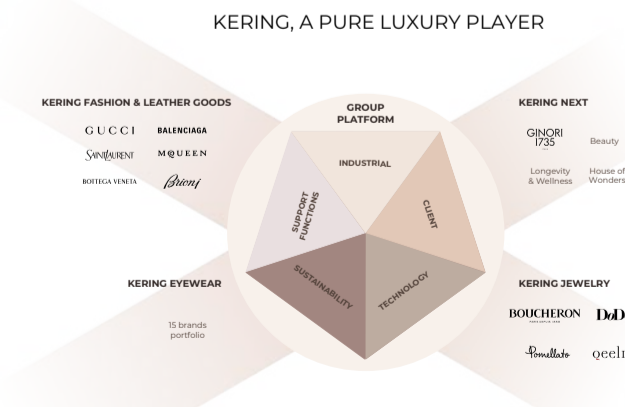 KERING, A PURE LUXURY PLAYER
KERING FASHION & LEATHER GOODS
GUCCI
BALENCIAGA
SAINT LAURENT
McQUEEN
BOTTEGA VENETA
Brioni
GROUP
PLATFORM
INDUSTRIAL
CLIENT
TECHNOLOGY
SUSTAINABILITY
SUPPORT
FUNCTIONS
KERING NEXT
GINORI
1735
Beauty
Longevity
& Wellness
House of
Wonders
KERING EYEWEAR
15 brands
portfolio
KERING JEWELRY
BOUCHERON
DoD
Pomellato